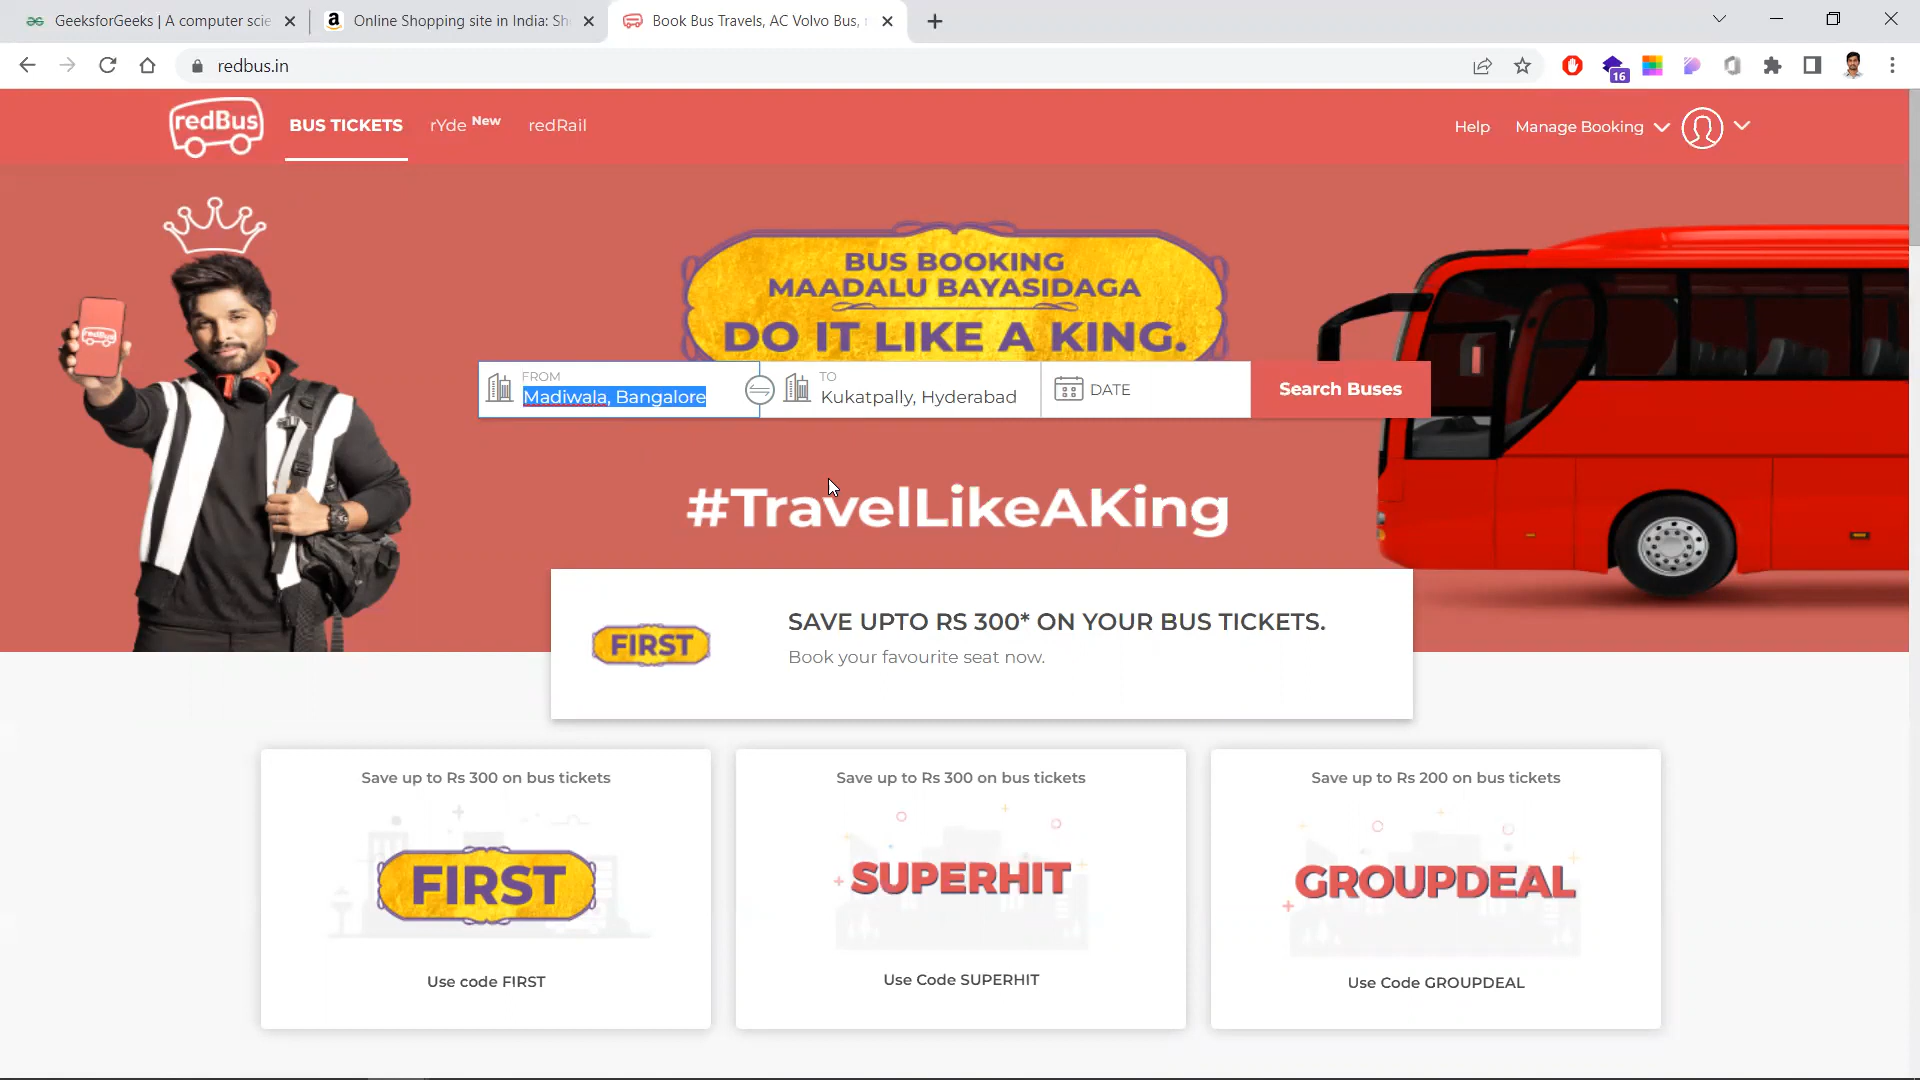 GeeksforGeeks | A computer scie
Online Shopping site in India: Sh
Book Bus Travels, AC Volvo Bus,
redbus.in
16
redBus
BUS TICKETS
rYde New
redRail
Help
Manage Booking
redBus
BUS BOOKING
MAADALU BAYASIDAGA
DO IT LIKE A KING.
FROM
Madiwala, Bangalore
TO
Kukatpally, Hyderabad
DATE
Search Buses
#TravelLikeAKing
FIRST
SAVE UPTO RS 300* ON YOUR BUS TICKETS.
Book your favourite seat now.
Save up to Rs 300 on bus tickets
FIRST
Use code FIRST
Save up to Rs 300 on bus tickets
SUPERHIT
Use Code SUPERHIT
Save up to Rs 200 on bus tickets
GROUPDEAL
Use Code GROUPDEAL